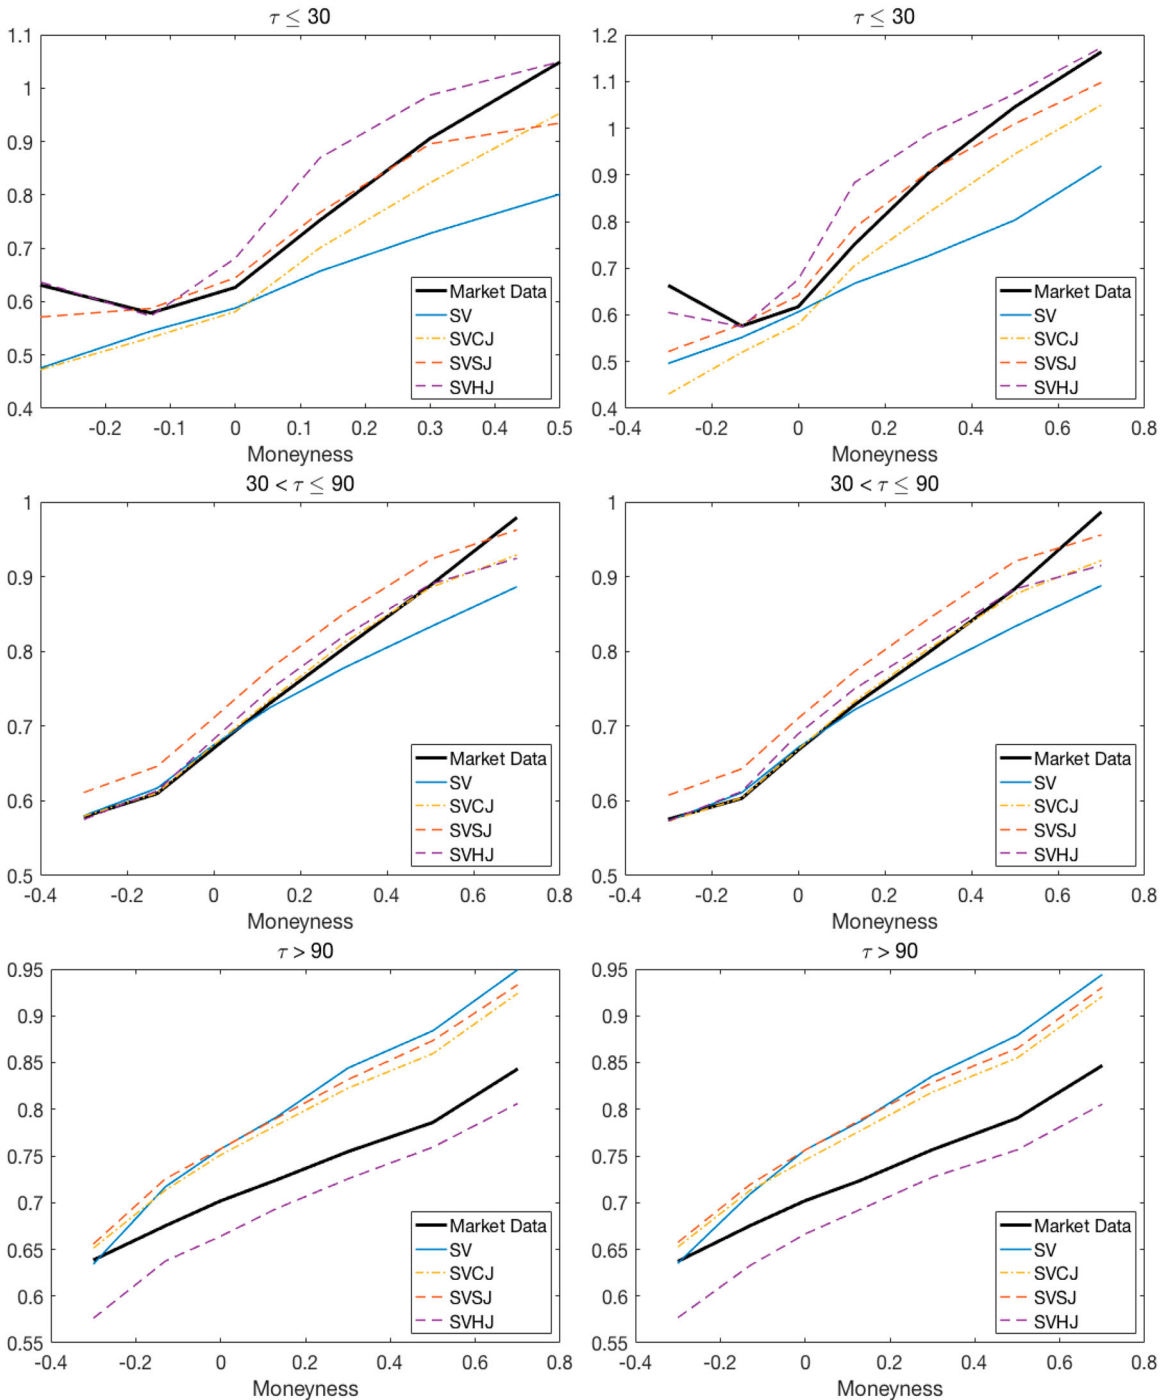 τ ≤ 30
1.1
1
0.9
0.8
0.7
0.6
0.5
0.4
-0.2 -0.1 0 0.1 0.2 0.3 0.4 0.5
Moneyness
Market Data
SV
SVCJ
SVSJ
SVHJ
τ ≤ 30
1.2
1.1
1
0.9
0.8
0.7
0.6
0.5
0.4
-0.4 -0.2 0 0.2 0.4 0.6 0.8
Moneyness
Market Data
SV
SVCJ
SVSJ
SVHJ
30 < τ ≤ 90
1
0.9
0.8
0.7
0.6
0.5
-0.4 -0.2 0 0.2 0.4 0.6 0.8
Moneyness
Market Data
SV
SVCJ
SVSJ
SVHJ
30 < τ ≤ 90
1
0.9
0.8
0.7
0.6
0.5
-0.4 -0.2 0 0.2 0.4 0.6 0.8
Moneyness
Market Data
SV
SVCJ
SVSJ
SVHJ
τ > 90
0.95
0.9
0.85
0.8
0.75
0.7
0.65
0.6
0.55
-0.4 -0.2 0 0.2 0.4 0.6 0.8
Moneyness
Market Data
SV
SVCJ
SVSJ
SVHJ
τ > 90
0.95
0.9
0.85
0.8
0.75
0.7
0.65
0.6
0.55
-0.4 -0.2 0 0.2 0.4 0.6 0.8
Moneyness
Market Data
SV
SVCJ
SVSJ
SVHJ